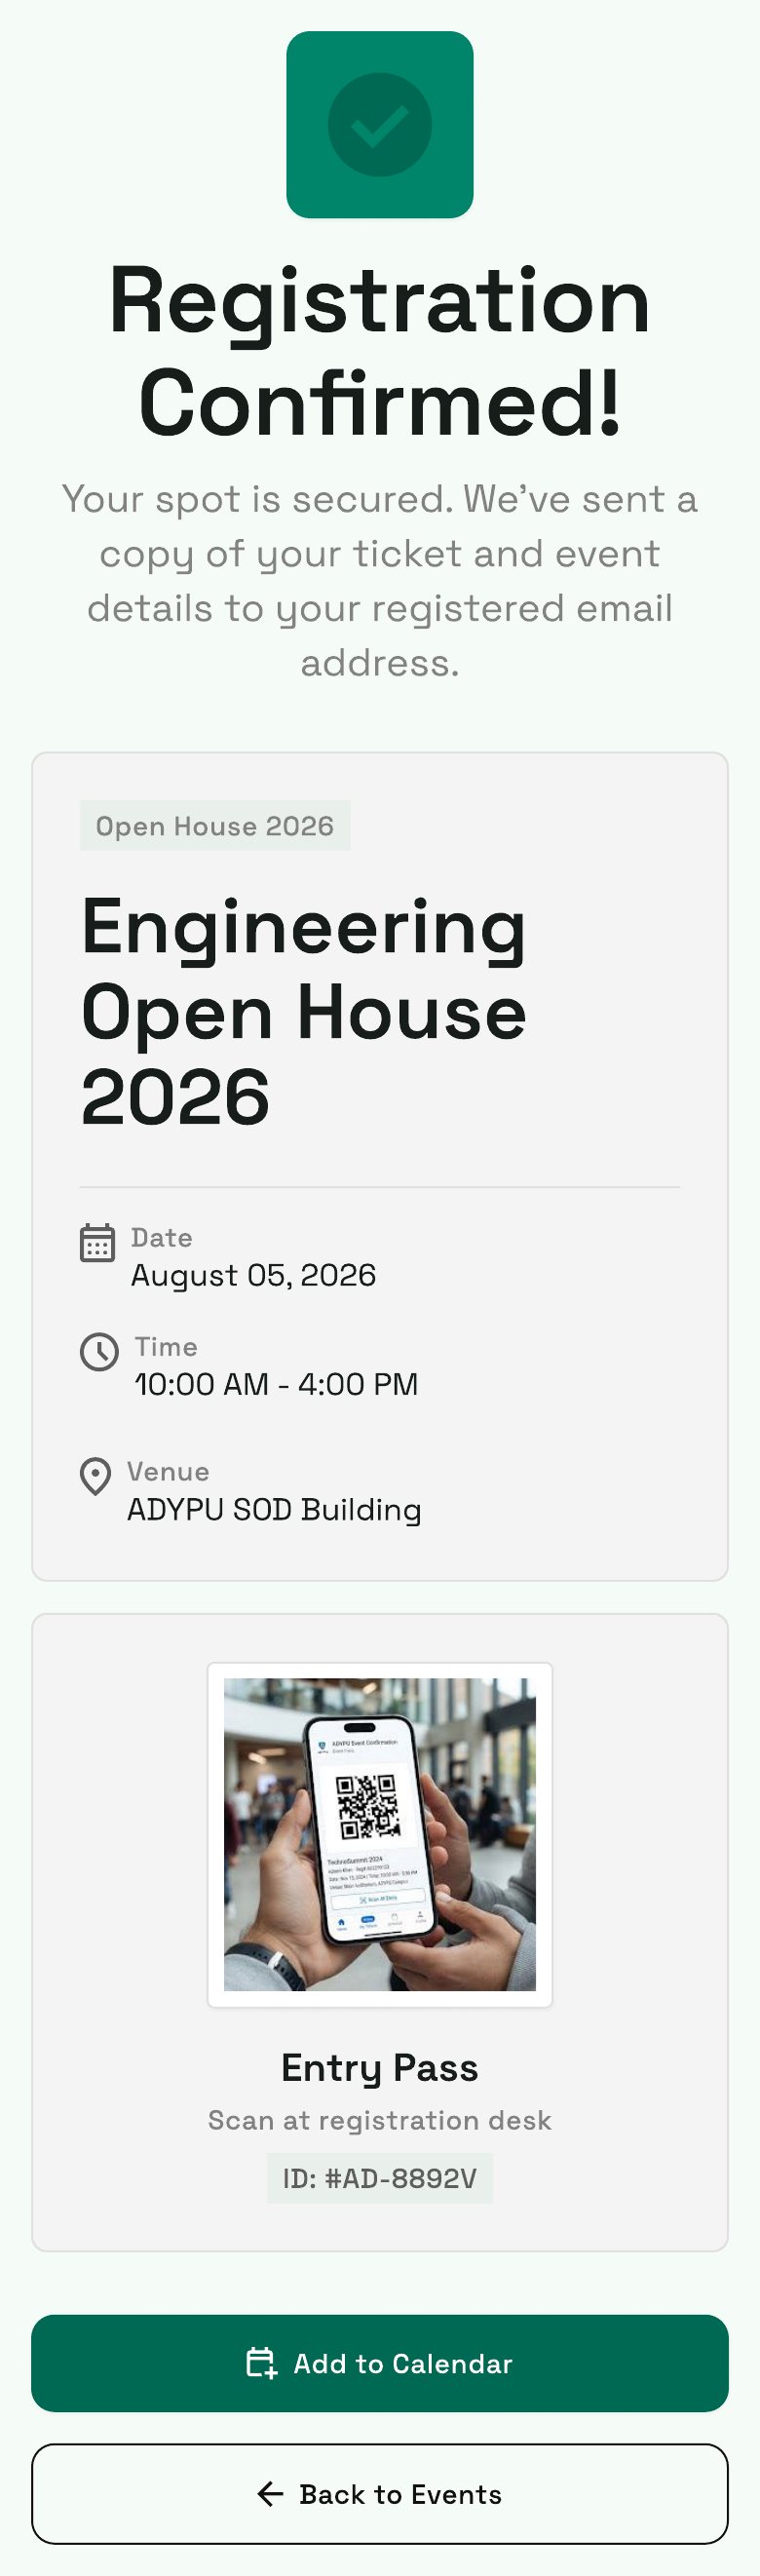 Registration
Confirmed!
Your spot is secured. We've sent a
copy of your ticket and event
details to your registered email
address.
Open House 2026
Engineering
Open House
2026
Date
August 05, 2026
Time
10:00 AM - 4:00 PM
Venue
ADYPU SOD Building
ADYPU Event Confirmation
TechnoSummit 2024
Entry Pass
Scan at registration desk
ID: #AD-8892V
Add to Calendar
Back to Events